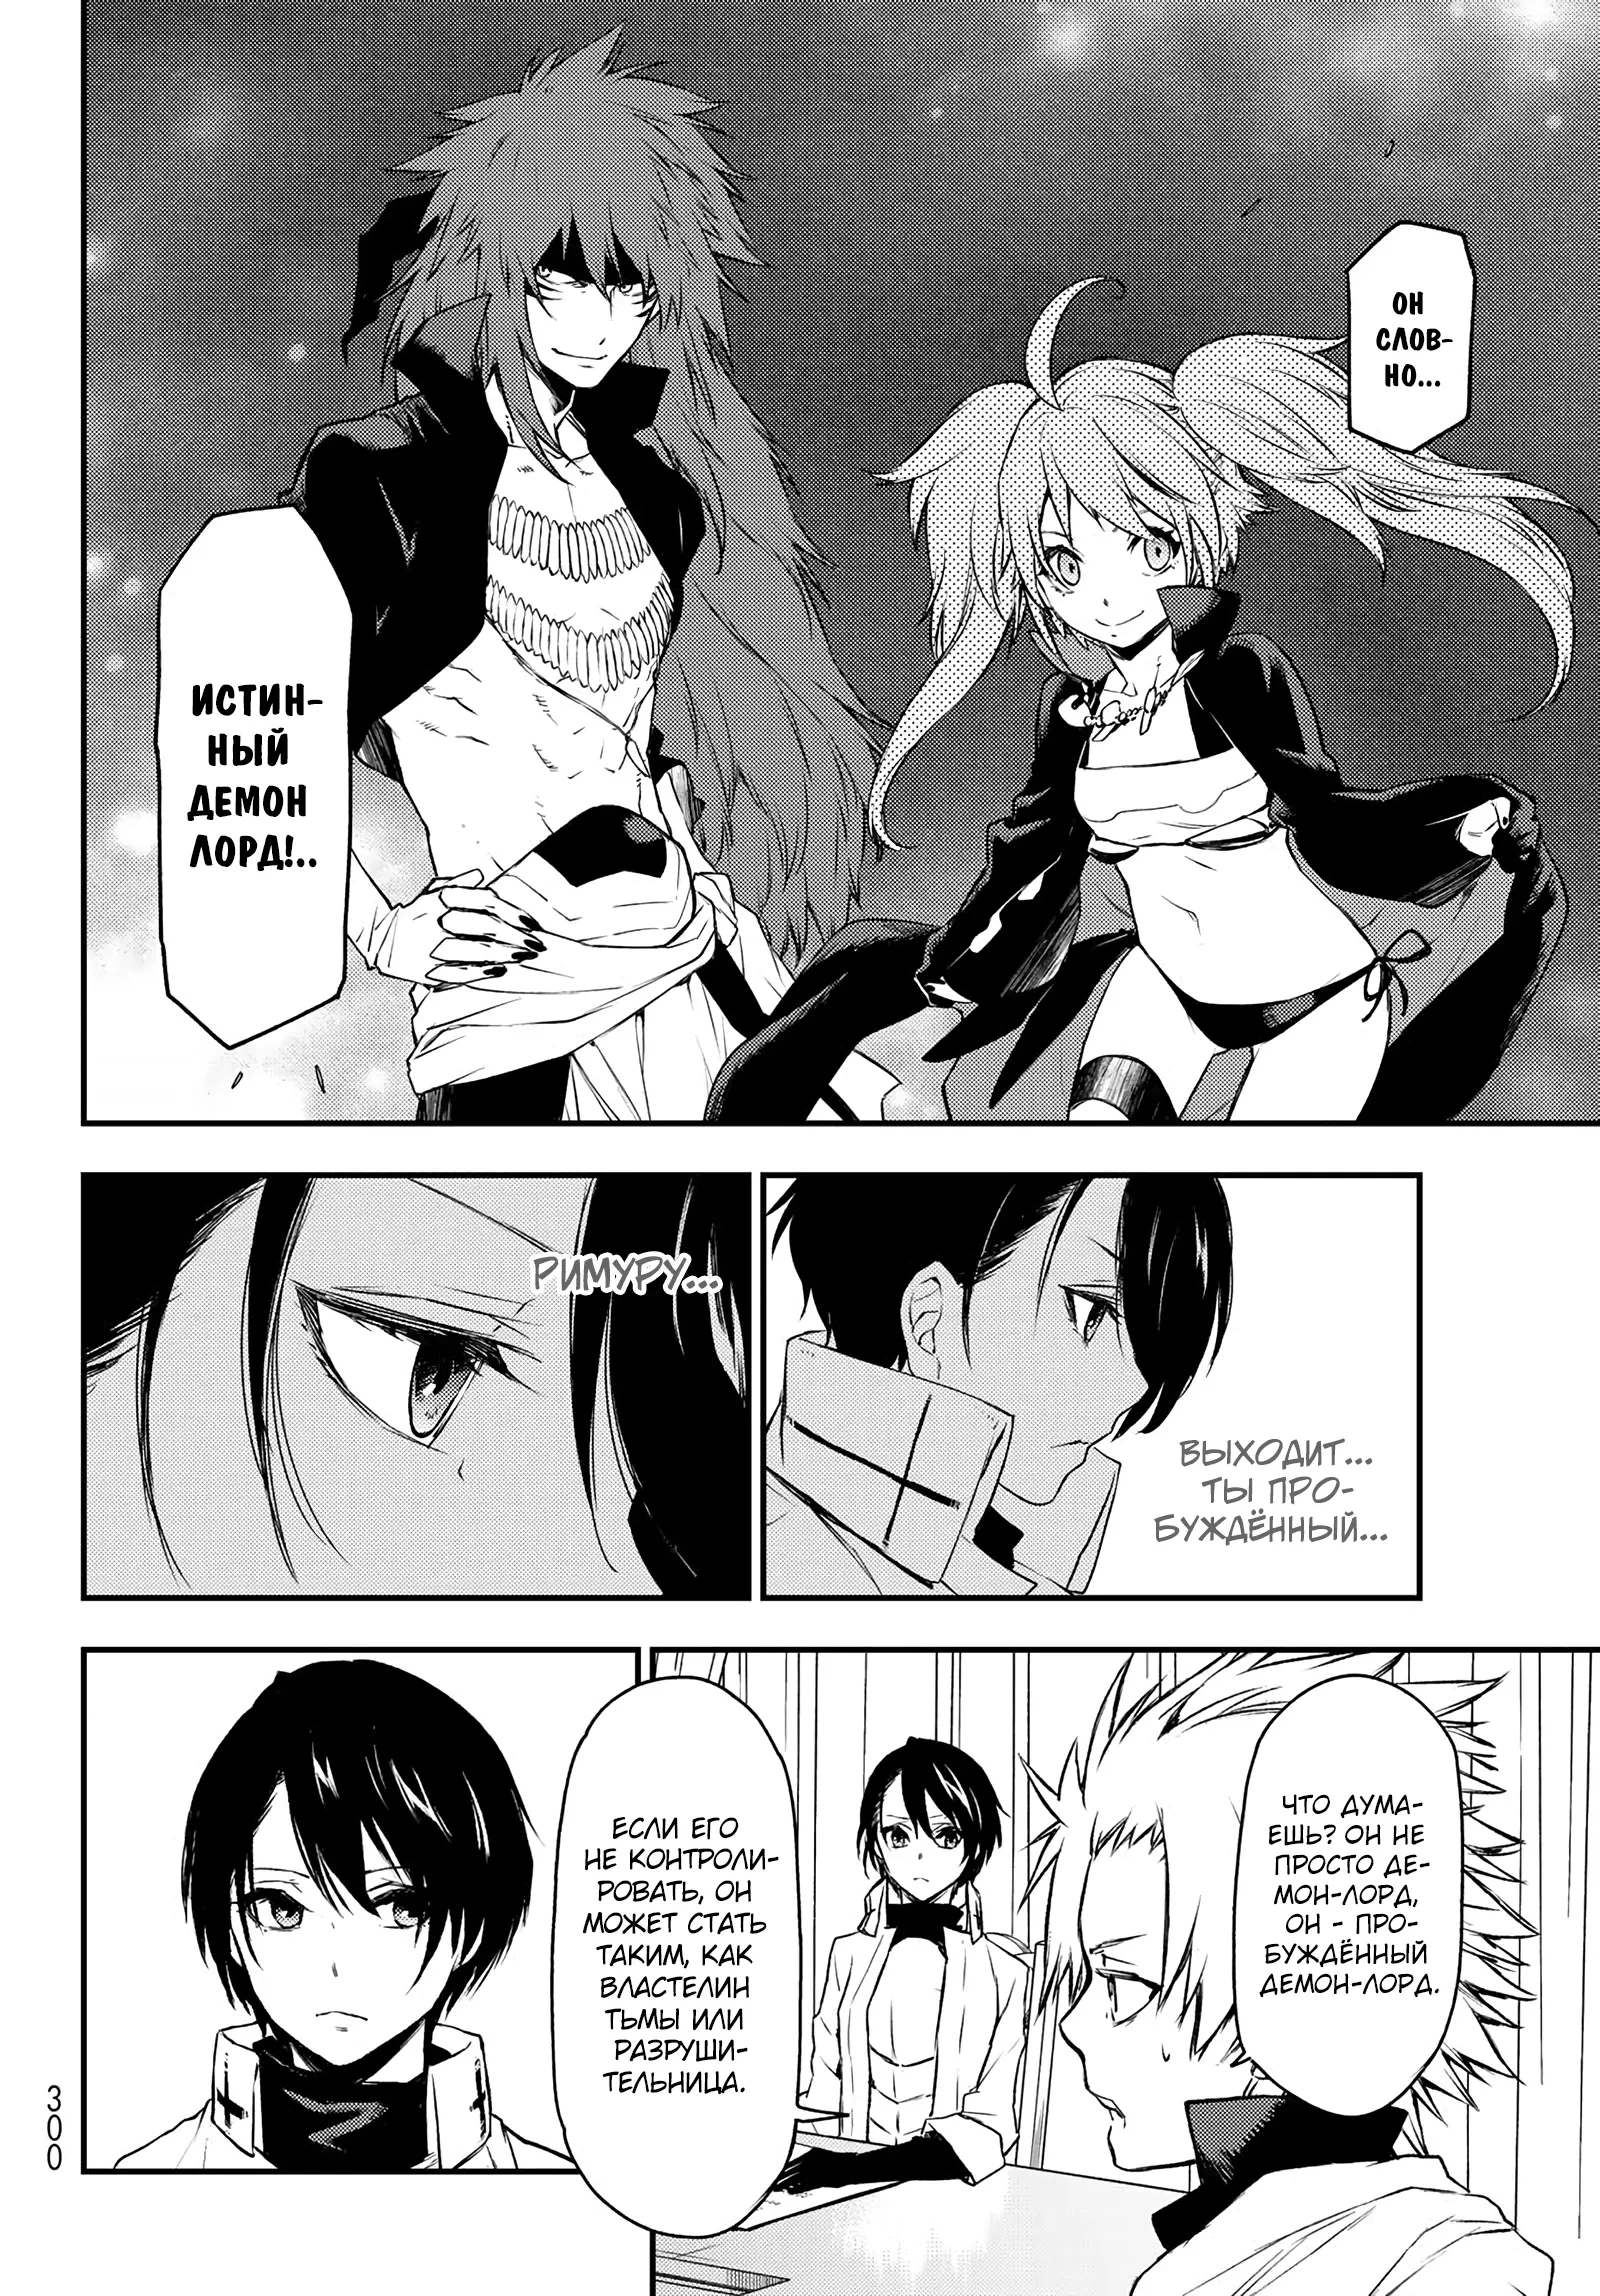 ОН
СЛОВ-
НО...
ИСТИН-
НЫЙ
ДЕМОН
ЛОРД!..
ВЫХОДИТ...
ТЫ ПРО-
БУЖДЁННЫЙ...
РИМУРУ...
ЧТО ДУМА-
ЕШЬ? ОН НЕ
ПРОСТО ДЕ-
МОН-ЛОРД,
ОН - ПРО-
БУЖДЁННЫЙ
ДЕМОН-ЛОРД.
ЕСЛИ ЕГО
НЕ КОНТРОЛИ-
РОВАТЬ, ОН
МОЖЕТ СТАТЬ
ТАКИМ, КАК
ВЛАСТЕЛИН
ТЬМЫ ИЛИ
РАЗРУШИ-
ТЕЛЬНИЦА.
300